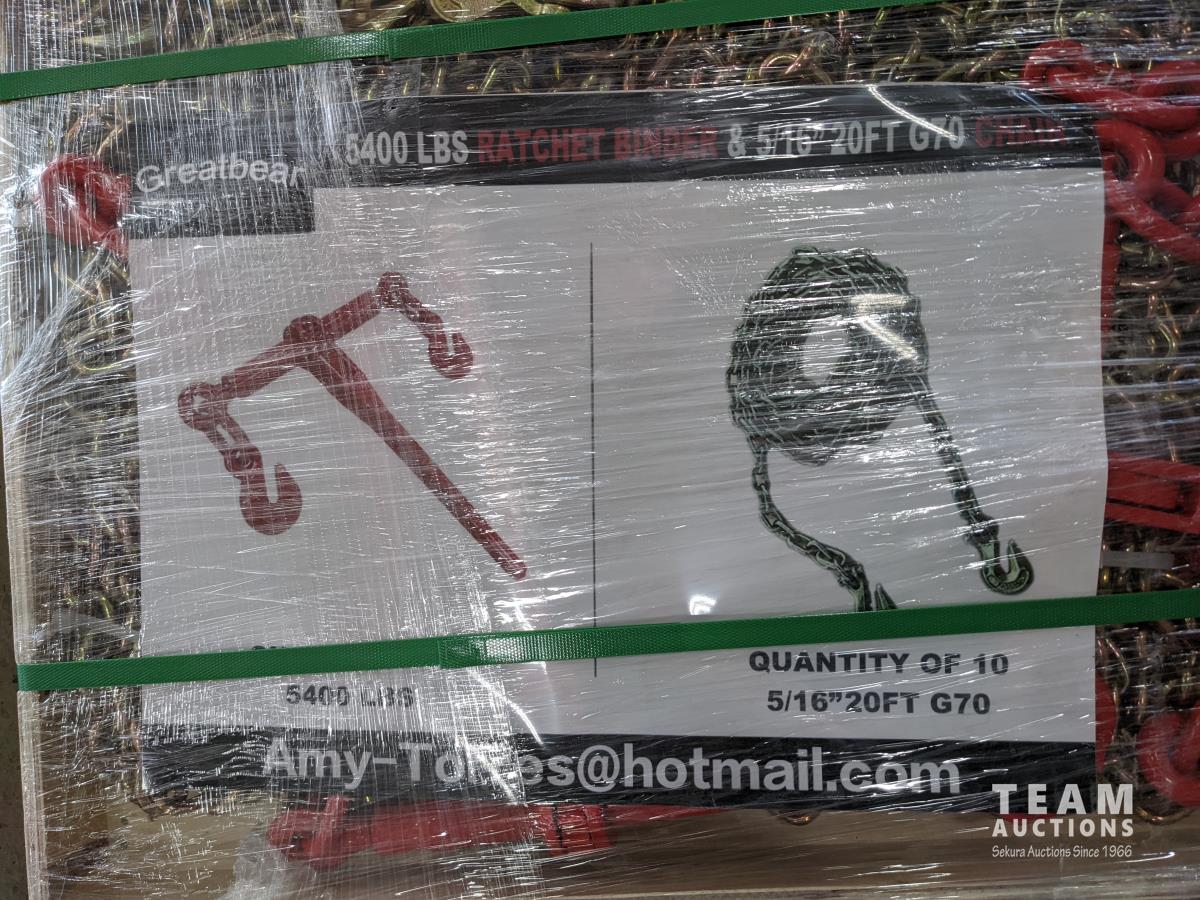 5400 LBS RATCHET BINDER & 5/16”20FT G70 CHAIN
Greatbear
QUANTITY OF 10
5400 LBS
5/16”20FT G70
Amy-Torres@hotmail.com
TEAM
AUCTIONS
Sekura Auctions Since 1966